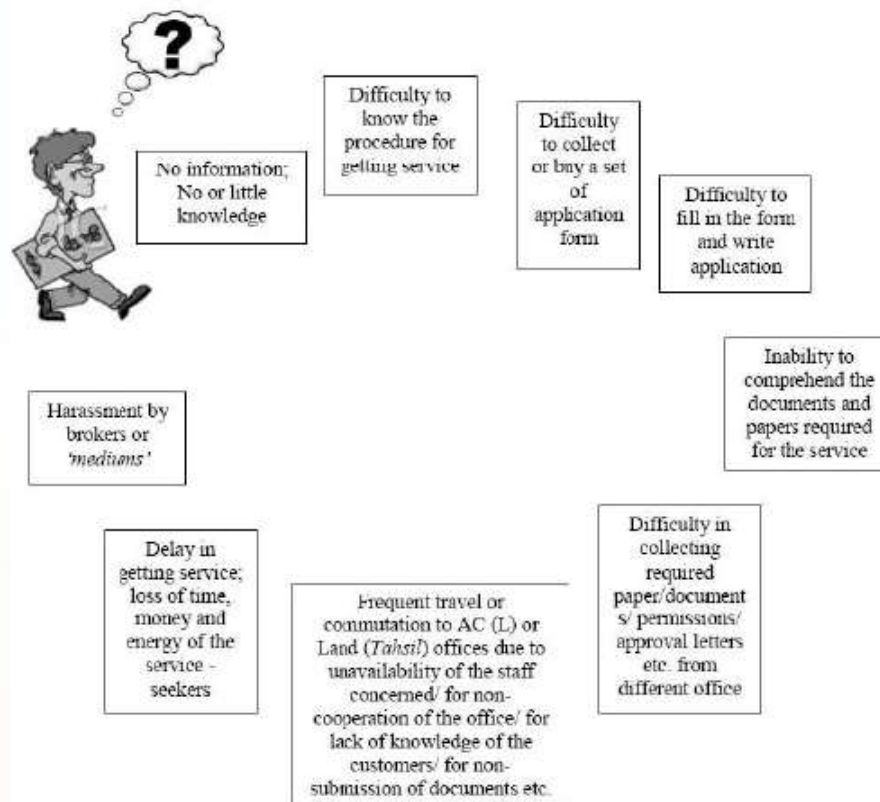 ?
No information;
No or little
knowledge
Difficulty to
know the
procedure for
getting service
Difficulty
to collect
or buy a set
of
application
form
Difficulty to
fill in the form
and write
application
Inability to
comprehend the
documents and
papers required
for the service
Difficulty in
collecting
required
paper/document
s/ permissions/
approval letters
etc. from
different office
Frequent travel or
commutation to AC (L) or
Land (Tahsil) offices due to
unavailability of the staff
concerned/ for non-
cooperation of the office/ for
lack of knowledge of the
customers/ for non-
submission of documents etc.
Delay in
getting service;
loss of time,
money and
energy of the
service -
seekers
Harassment by
brokers or
'mediums'